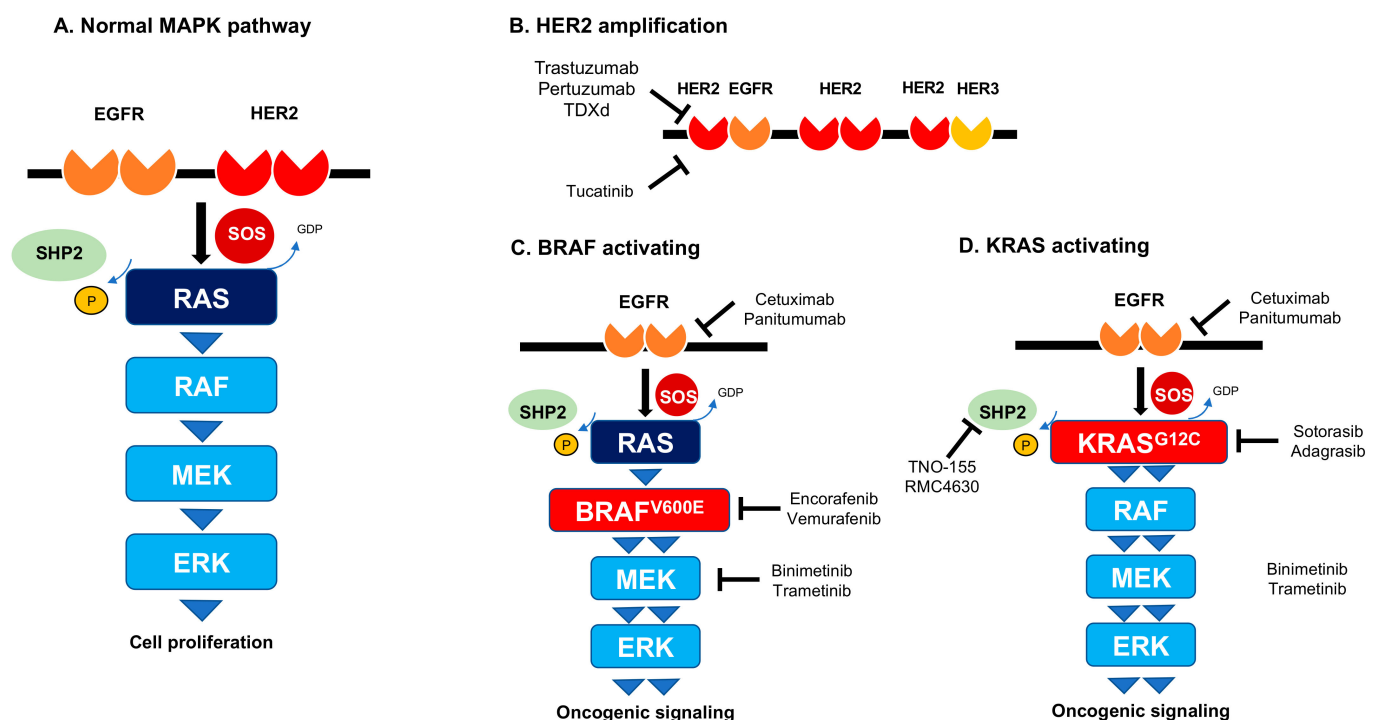 A. Normal MAPK pathway
EGFR
HER2
SOS
GDP
SHP2
P
RAS
RAF
MEK
ERK
Cell proliferation
B. HER2 amplification
Trastuzumab
Pertuzumab
TDXd
HER2
EGFR
HER2
HER2
HER3
Tucatinib
C. BRAF activating
EGFR
Cetuximab
Panitumumab
SOS
GDP
SHP2
P
RAS
BRAFV600E
Encorafenib
Vemurafenib
MEK
Binimetinib
Trametinib
ERK
Oncogenic signaling
D. KRAS activating
EGFR
Cetuximab
Panitumumab
SOS
GDP
SHP2
P
TNO-155
RMC4630
KRASG12C
Sotorasib
Adagrasib
RAF
MEK
Binimetinib
Trametinib
ERK
Oncogenic signaling